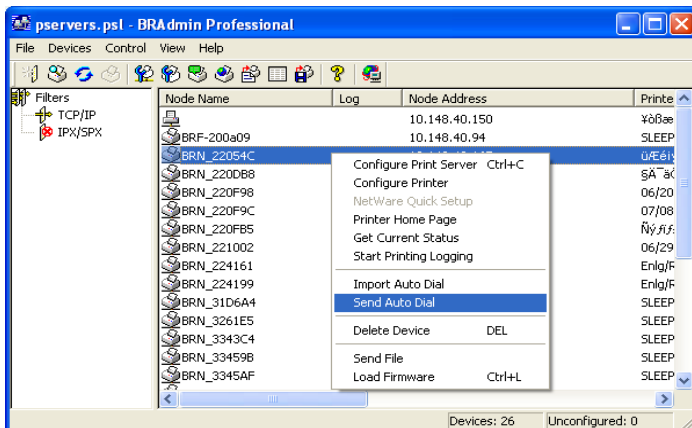 pservers.psl - BRAdmin Professional
File Devices Control View Help
Filters
TCP/IP
IPX/SPX
Node Name Log Node Address Printe
10.148.40.150 ¥òßæ
BRF-200a09 10.148.40.94 SLEEP
BRN_22054C
BRN_220DB8
BRN_220F98 06/20
BRN_220F9C 07/08
BRN_220FB5
BRN_221002 06/29
BRN_224161 Enlg/F
BRN_224199 Enlg/F
BRN_31D6A4 SLEEP
BRN_3261E5 SLEEP
BRN_3343C4 SLEEP
BRN_33459B SLEEP
BRN_3345AF SLEEP
Configure Print Server Ctrl+C
Configure Printer
NetWare Quick Setup
Printer Home Page
Get Current Status
Start Printing Logging
Import Auto Dial
Send Auto Dial
Delete Device DEL
Send File
Load Firmware Ctrl+L
Devices: 26 Unconfigured: 0